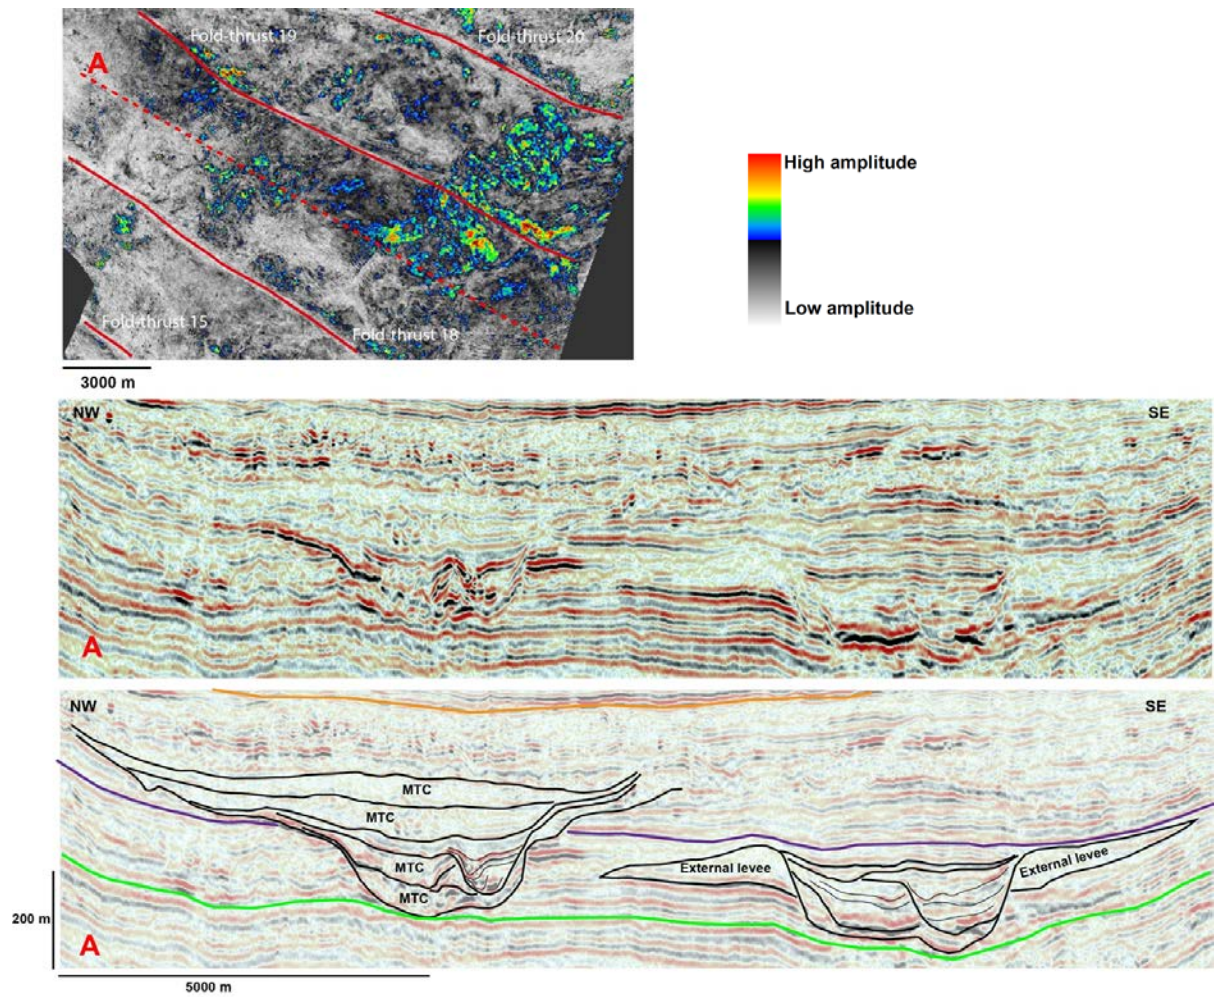 Fold-thrust 19
Fold-thrust 20
A
High amplitude
Low amplitude
Fold-thrust 15
Fold-thrust 18
3000 m
NW
SE
A
NW
SE
MTC
MTC
MTC
External levee
External levee
MTC
200 m
A
5000 m